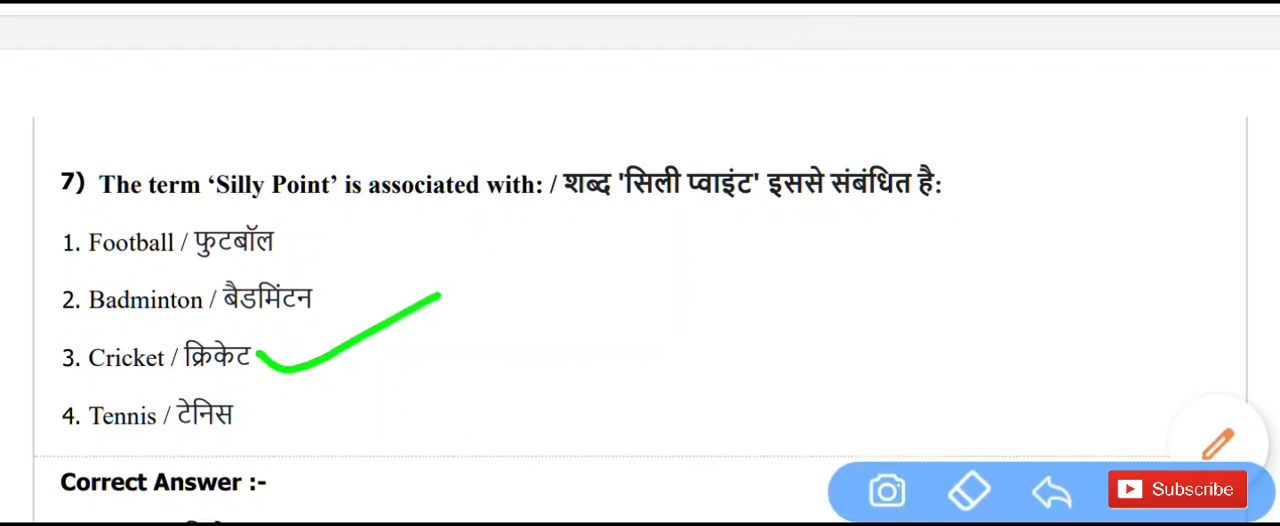 7) The term ‘Silly Point’ is associated with: / शब्द 'सिली प्वाइंट' इससे संबंधित है:
1. Football / फुटबॉल
2. Badminton / बैडमिंटन
3. Cricket / क्रिकेट
4. Tennis / टेनिस
Correct Answer :-
Subscribe